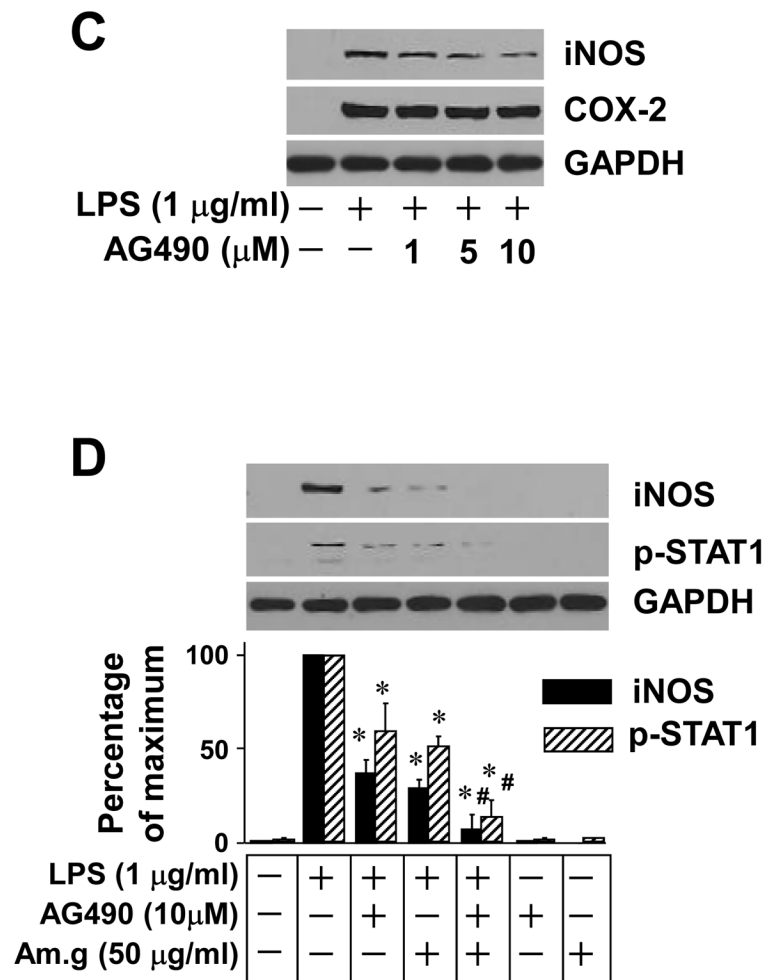 C
iNOS
COX-2
GAPDH
LPS (1 μg/ml) − + + + +
AG490 (μM) − − 1 5 10
D
iNOS
p-STAT1
GAPDH
Percentage
of maximum
100
50
0
* * * * * # * #
iNOS
p-STAT1
LPS (1 μg/ml) − + + + + − −
AG490 (10μM) − − + − + + −
Am.g (50 μg/ml) − − − + + − +